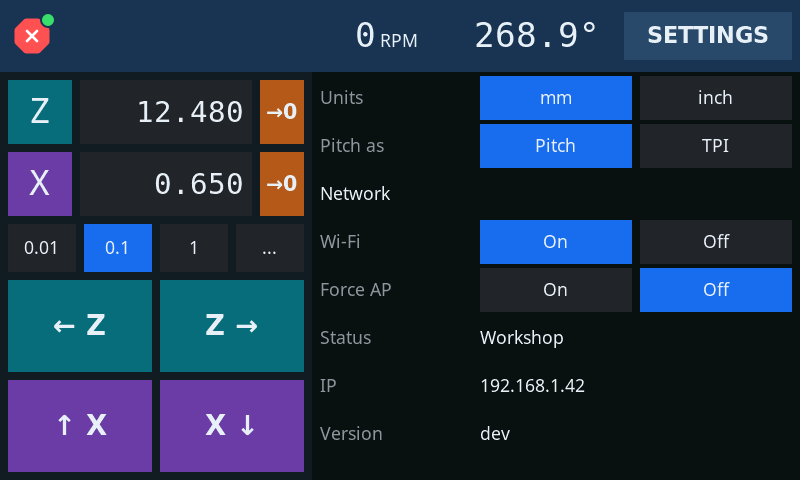 0 RPM 268.9° SETTINGS
Z 12.480 →0
X 0.650 →0
0.01 0.1 1 ...
← Z Z →
↑ X X ↓
Units mm inch
Pitch as Pitch TPI
Network
Wi-Fi On Off
Force AP On Off
Status Workshop
IP 192.168.1.42
Version dev